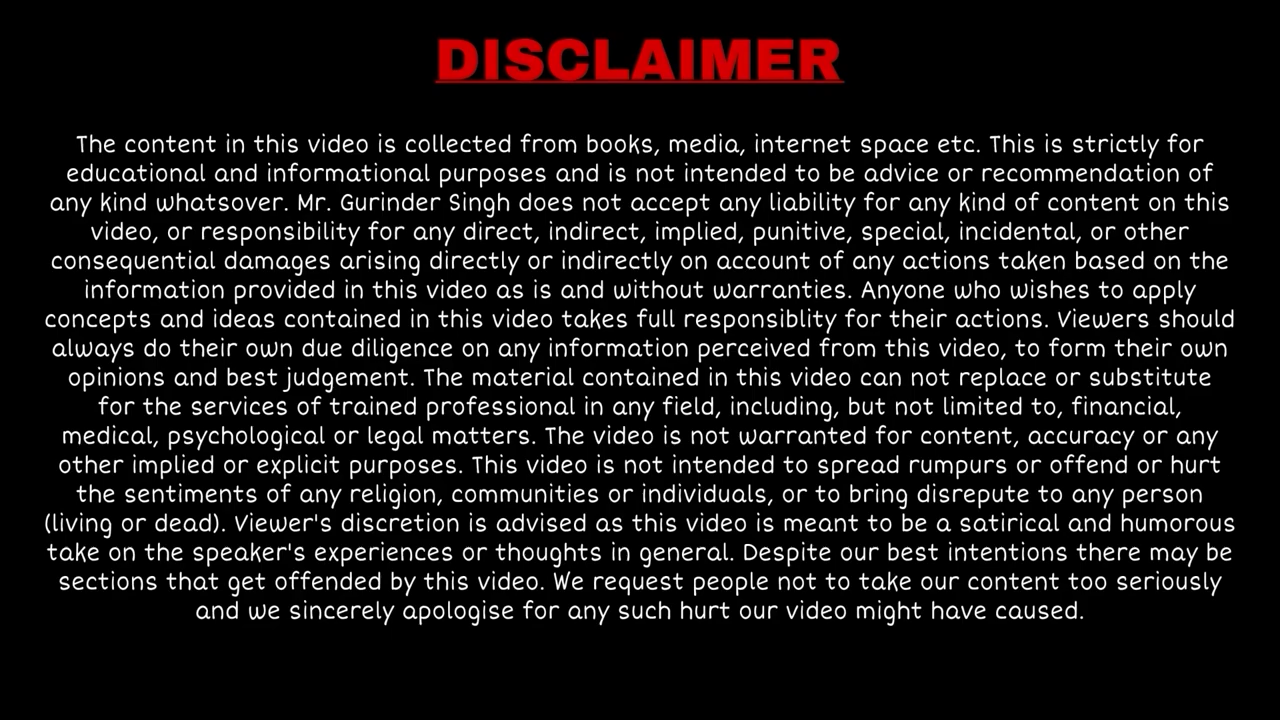 DISCLAIMER
The content in this video is collected from books, media, internet space etc. This is strictly for
educational and informational purposes and is not intended to be advice or recommendation of
any kind whatsover. Mr. Gurinder Singh does not accept any liability for any kind of content on this
video, or responsibility for any direct, indirect, implied, punitive, special, incidental, or other
consequential damages arising directly or indirectly on account of any actions taken based on the
information provided in this video as is and without warranties. Anyone who wishes to apply
concepts and ideas contained in this video takes full responsiblity for their actions. Viewers should
always do their own due diligence on any information perceived from this video, to form their own
opinions and best judgement. The material contained in this video can not replace or substitute
for the services of trained professional in any field, including, but not limited to, financial,
medical, psychological or legal matters. The video is not warranted for content, accuracy or any
other implied or explicit purposes. This video is not intended to spread rumpurs or offend or hurt
the sentiments of any religion, communities or individuals, or to bring disrepute to any person
(living or dead). Viewer's discretion is advised as this video is meant to be a satirical and humorous
take on the speaker's experiences or thoughts in general. Despite our best intentions there may be
sections that get offended by this video. We request people not to take our content too seriously
and we sincerely apologise for any such hurt our video might have caused.